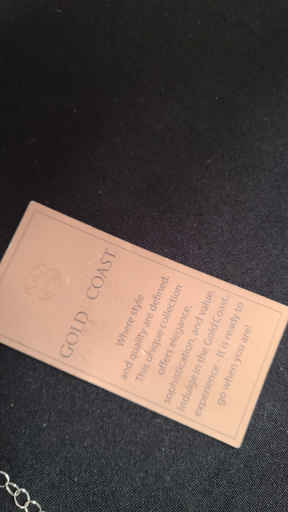 GOLD COAST
Where style
and quality are defined.
This unique collection
offers elegance,
sophistication, and value.
Indulge in the Gold Coast
experience. It is ready to
go when you are!